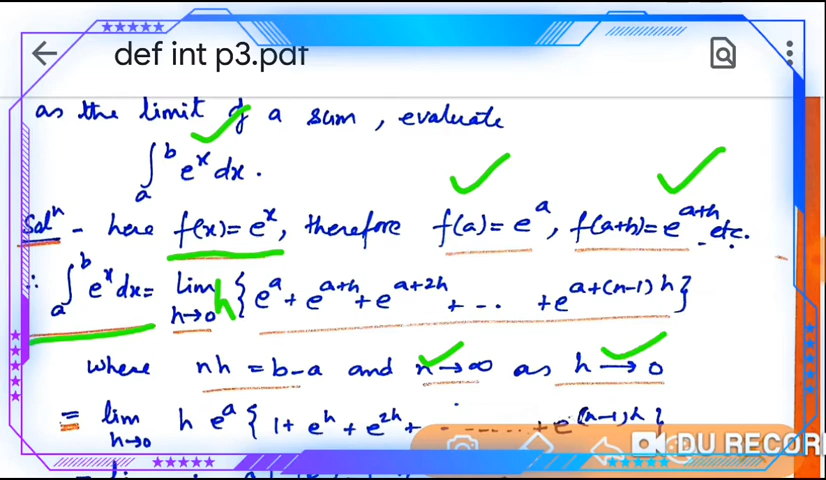 def int p3.pdf
as the limit of a sum, evaluate
∫_a^b e^x dx.
Solⁿ - here f(x) = e^x, therefore f(a) = e^a, f(a+h) = e^{a+h} etc.
∴ ∫_a^b e^x dx = lim_{h→0} h { e^a + e^{a+h} + e^{a+2h} + .... + e^{a+(n-1)h} }
where nh = b-a and n→∞ as h→0
= lim_{h→0} h e^a { 1 + e^h + e^{2h} + ........ + e^{(n-1)h} }
DU RECOR